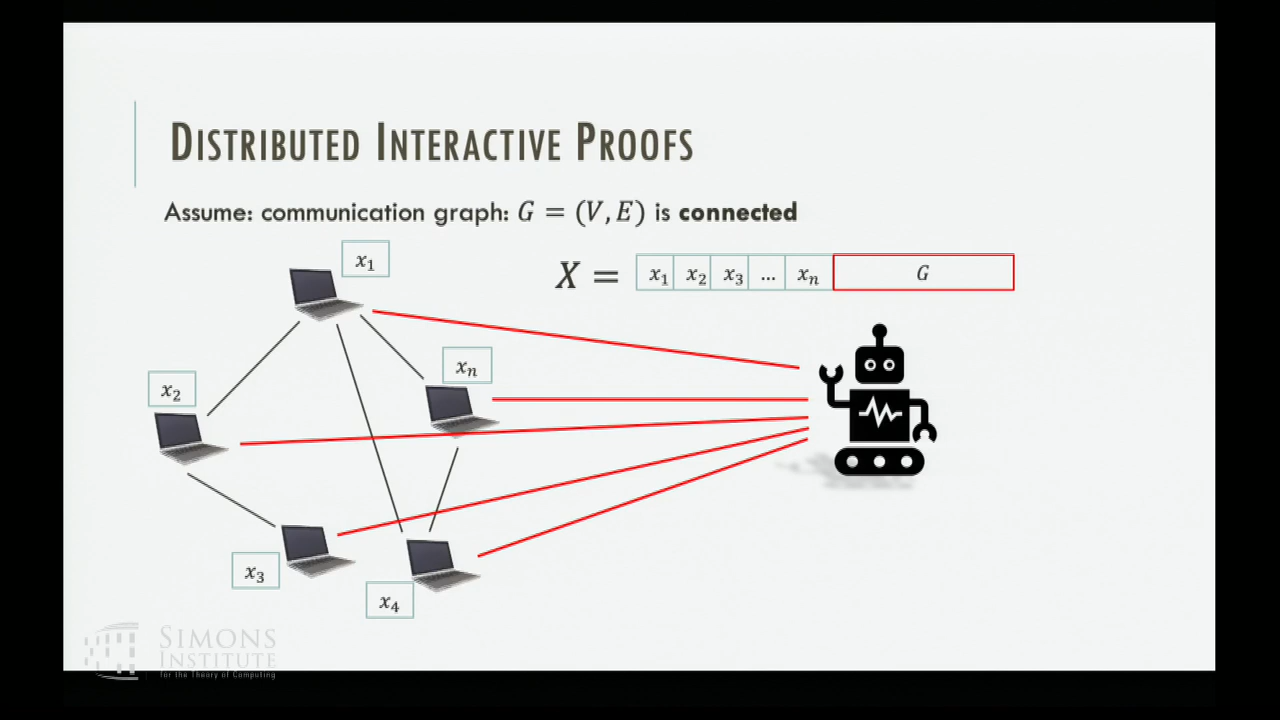 DISTRIBUTED INTERACTIVE PROOFS
Assume: communication graph: G = (V, E) is connected
x₁
X = x₁ x₂ x₃ ... xₙ G
xₙ
x₂
x₃
x₄
SIMONS
INSTITUTE
for the Theory of Computing